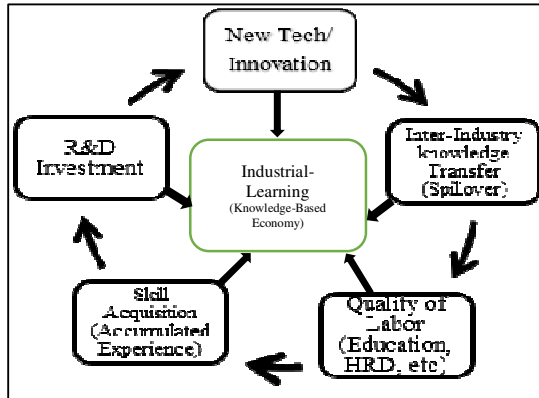 New Tech/
Innovation
R&D
Investment
Inter-Industry
knowledge
Transfer
(Spillover)
Industrial-
Learning
(Knowledge-Based
Economy)
Skill
Acquisition
(Accumulated
Experience)
Quality of
Labor
(Education,
HRD, etc)